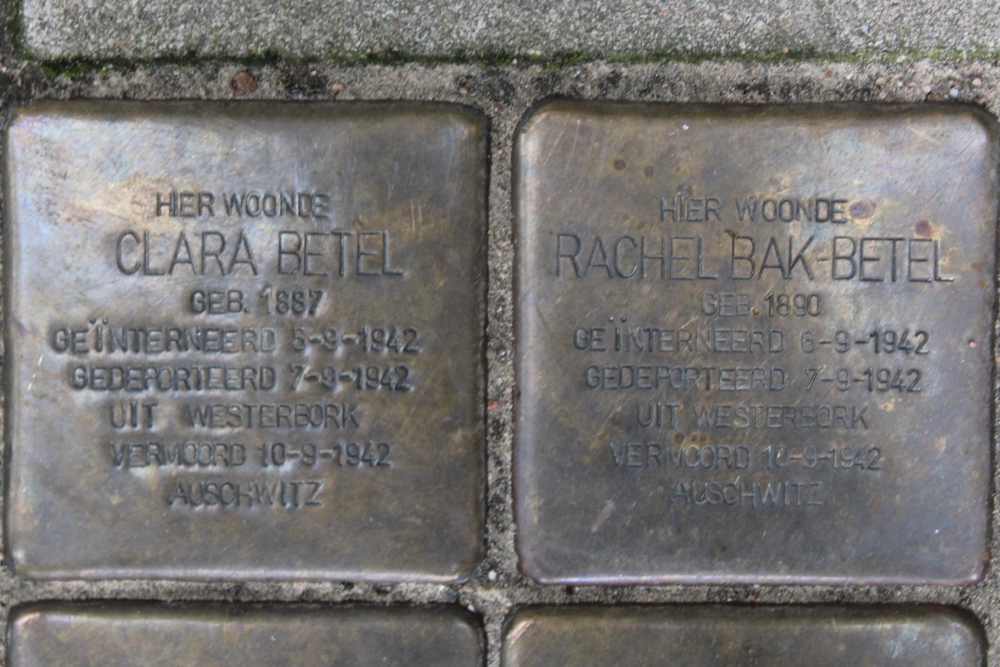 HIER WOONDE
CLARA BETEL
GEB. 1887
GEÏNTERNEERD 6-9-1942
GEDEPORTEERD 7-9-1942
UIT WESTERBORK
VERMOORD 10-9-1942
AUSCHWITZ
HIER WOONDE
RACHEL BAK-BETEL
GEB. 1890
GEÏNTERNEERD 6-9-1942
GEDEPORTEERD 7-9-1942
UIT WESTERBORK
VERMOORD 10-9-1942
AUSCHWITZ